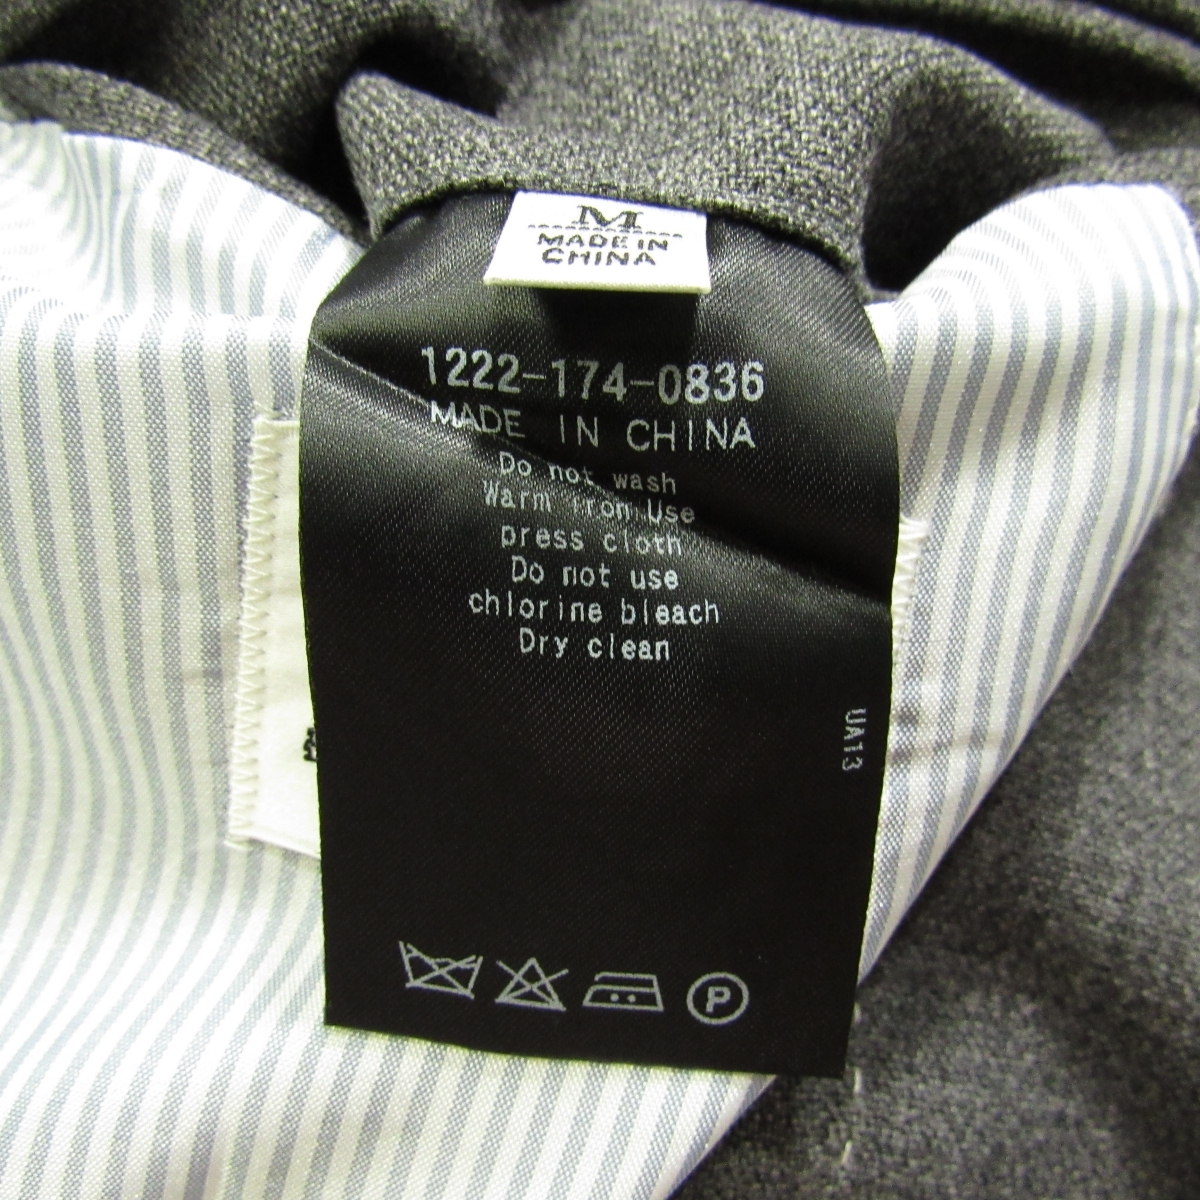 M
MADE IN
CHINA
1222-174-0836
MADE IN CHINA
Do not wash
Warm iron Use
press cloth
Do not use
chlorine bleach
Dry clean
UA13
P